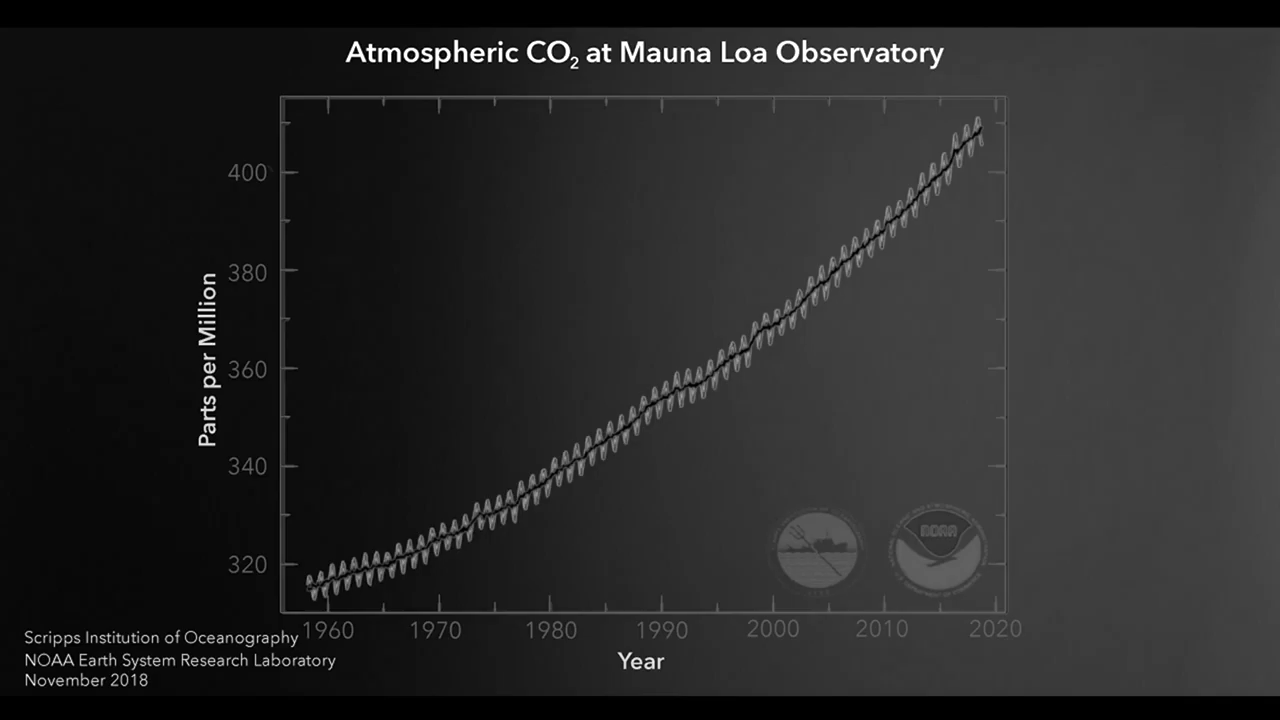 Atmospheric CO₂ at Mauna Loa Observatory
400
380
360
340
320
Parts per Million
1960 1970 1980 1990 2000 2010 2020
Year
NOAA
Scripps Institution of Oceanography
NOAA Earth System Research Laboratory
November 2018